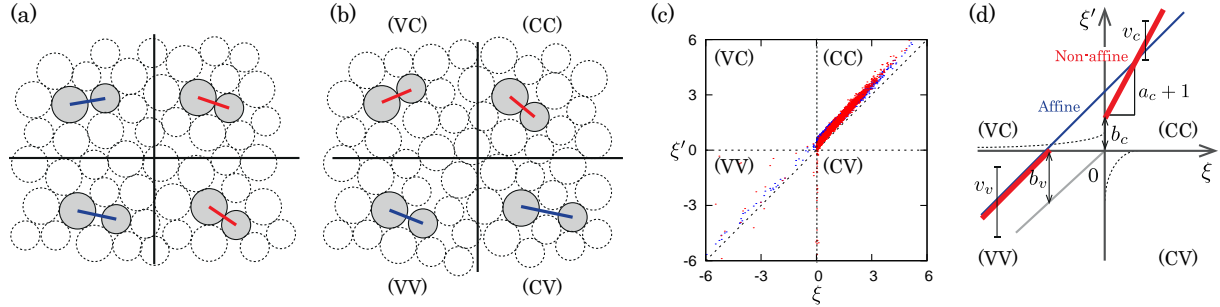 (a)
(b)
(VC)
(CC)
(VV)
(CV)
(c)
(VC)
(CC)
(VV)
(CV)
6
3
0
-3
-6
-6
-3
0
3
6
ξ′
ξ
(d)
ξ′
v_c
Non-affine
a_c + 1
Affine
(VC)
b_c
(CC)
0
ξ
v_v
b_v
(VV)
(CV)